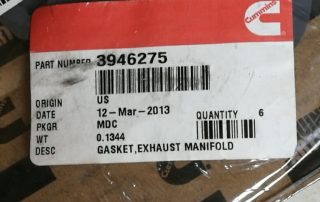 Cummins
PART NUMBER 3946275
ORIGIN US
DATE 12-Mar-2013 QUANTITY 6
PKGR MDC
WT 0.1344
DESC GASKET,EXHAUST MANIFOLD